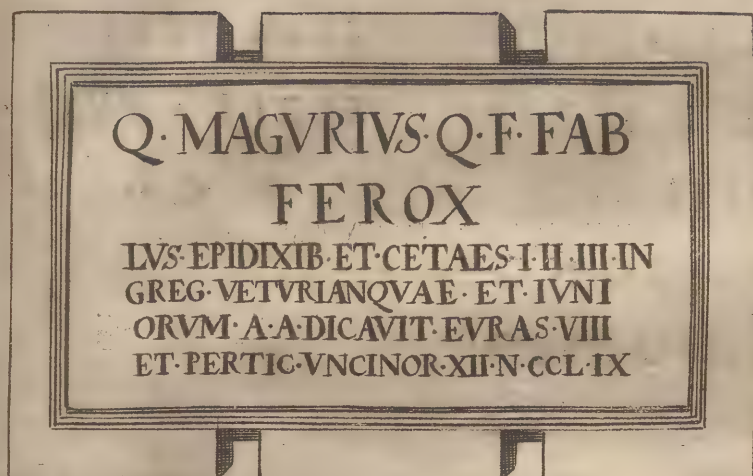 Q· MAGVRIVS· Q· F· FAB
FEROX
LVS· EPIDIXIB· ET· CETAES· I· II· III· IN
GREG· VETVRIANQVAE· ET· IVNI
ORVM· A· A· DICAVIT· EVRAS· VIII
ET· PERTIC· VNCINOR· XII· N· CCL· IX